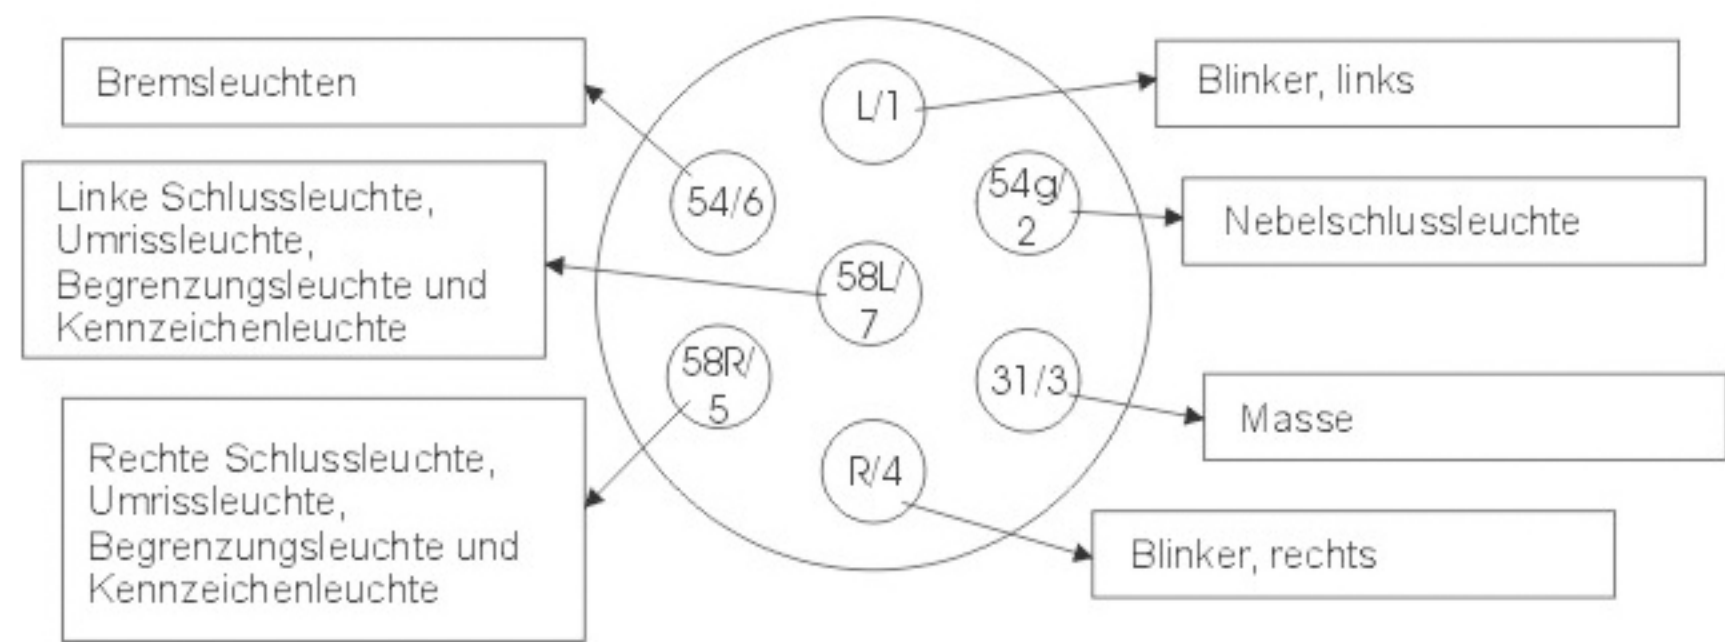 Bremsleuchten
L/1
Blinker, links
54/6
54g/
2
Linke Schlussleuchte,
Umrissleuchte,
Begrenzungsleuchte und
Kennzeichenleuchte
Nebelschlussleuchte
58L/
7
58R/
5
31/3
Masse
Rechte Schlussleuchte,
Umrissleuchte,
Begrenzungsleuchte und
Kennzeichenleuchte
R/4
Blinker, rechts